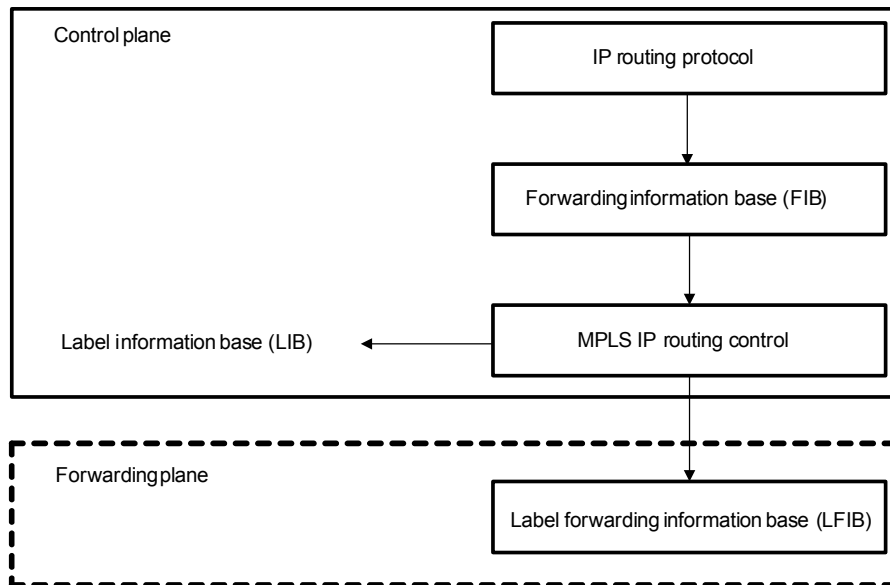 Control plane
IP routing protocol
Forwarding information base (FIB)
Label information base (LIB)
MPLS IP routing control
Forwarding plane
Label forwarding information base (LFIB)